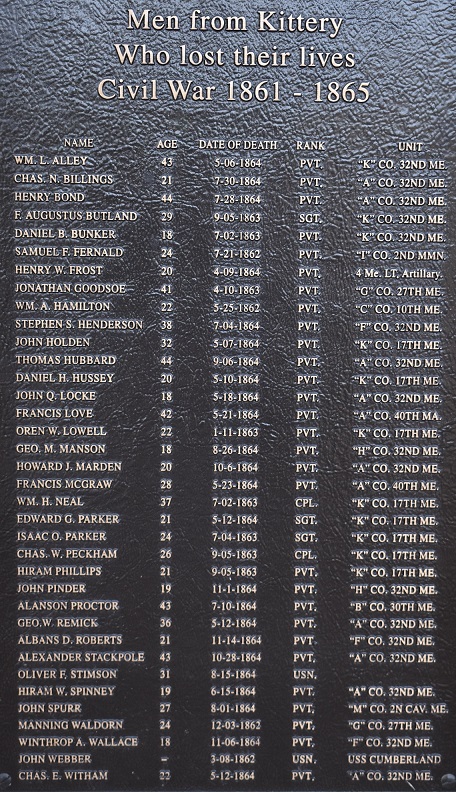 Men from Kittery
Who lost their lives
Civil War 1861 - 1865
NAME AGE DATE OF DEATH RANK UNIT
WM. L. ALLEY 43 5-06-1864 PVT. "K" CO. 32ND ME.
CHAS. N. BILLINGS 21 7-30-1864 PVT. "A" CO. 32ND ME.
HENRY BOND 44 7-28-1864 PVT. "A" CO. 32ND ME.
F. AUGUSTUS BUTLAND 29 9-05-1863 SGT. "K" CO. 32ND ME.
DANIEL B. BUNKER 18 7-02-1863 PVT. "K" CO. 32ND ME.
SAMUEL F. FERNALD 24 7-21-1862 PVT. "I" CO. 2ND MMN.
HENRY W. FROST 20 4-09-1864 PVT. 4 Me. LT, Artillary.
JONATHAN GOODSOE 41 4-10-1863 PVT. "G" CO. 27TH ME.
WM. A. HAMILTON 22 5-25-1862 PVT. "C" CO. 10TH ME.
STEPHEN S. HENDERSON 38 7-04-1864 PVT. "F" CO. 32ND ME.
JOHN HOLDEN 32 5-07-1864 PVT. "K" CO. 17TH ME.
THOMAS HUBBARD 44 9-06-1864 PVT. "A" CO. 32ND ME.
DANIEL H. HUSSEY 20 5-10-1864 PVT. "K" CO. 17TH ME.
JOHN Q. LOCKE 18 5-18-1864 PVT. "A" CO. 32ND ME.
FRANCIS LOVE 42 5-21-1864 PVT. "A" CO. 40TH MA.
OREN W. LOWELL 22 1-11-1863 PVT. "K" CO. 17TH ME.
GEO. M. MANSON 18 8-26-1864 PVT. "H" CO. 32ND ME.
HOWARD J. MARDEN 20 10-6-1864 PVT. "A" CO. 32ND ME.
FRANCIS MCGRAW 28 5-23-1864 PVT. "A" CO. 40TH ME.
WM. H. NEAL 37 7-02-1863 CPL. "K" CO. 17TH ME.
EDWARD G. PARKER 21 5-12-1864 SGT. "K" CO. 17TH ME.
ISAAC O. PARKER 24 7-04-1863 SGT. "K" CO. 17TH ME.
CHAS. W. PECKHAM 26 9-05-1863 CPL. "K" CO. 17TH ME.
HIRAM PHILLIPS 21 9-05-1863 PVT. "K" CO. 17TH ME.
JOHN PINDER 19 11-1-1864 PVT. "H" CO. 32ND ME.
ALANSON PROCTOR 43 7-10-1864 PVT. "B" CO. 30TH ME.
GEO.W. REMICK 36 5-12-1864 PVT. "A" CO. 32ND ME.
ALBANS D. ROBERTS 21 11-14-1864 PVT. "F" CO. 32ND ME.
ALEXANDER STACKPOLE 43 10-28-1864 PVT. "A" CO. 32ND ME.
OLIVER F, STIMSON 31 8-15-1864 USN.
HIRAM W, SPINNEY 19 6-15-1864 PVT. "A" CO. 32ND ME.
JOHN SPURR 27 8-01-1864 PVT. "M" CO. 2N CAV. ME.
MANNING WALDORN 24 12-03-1862 PVT. "G" CO. 27TH ME.
WINTHROP A. WALLACE 18 11-06-1864 PVT. "F" CO. 32ND ME.
JOHN WEBBER - 3-08-1862 USN. USS CUMBERLAND
CHAS. E. WITHAM 22 5-12-1864 PVT. "A" CO. 32ND ME.